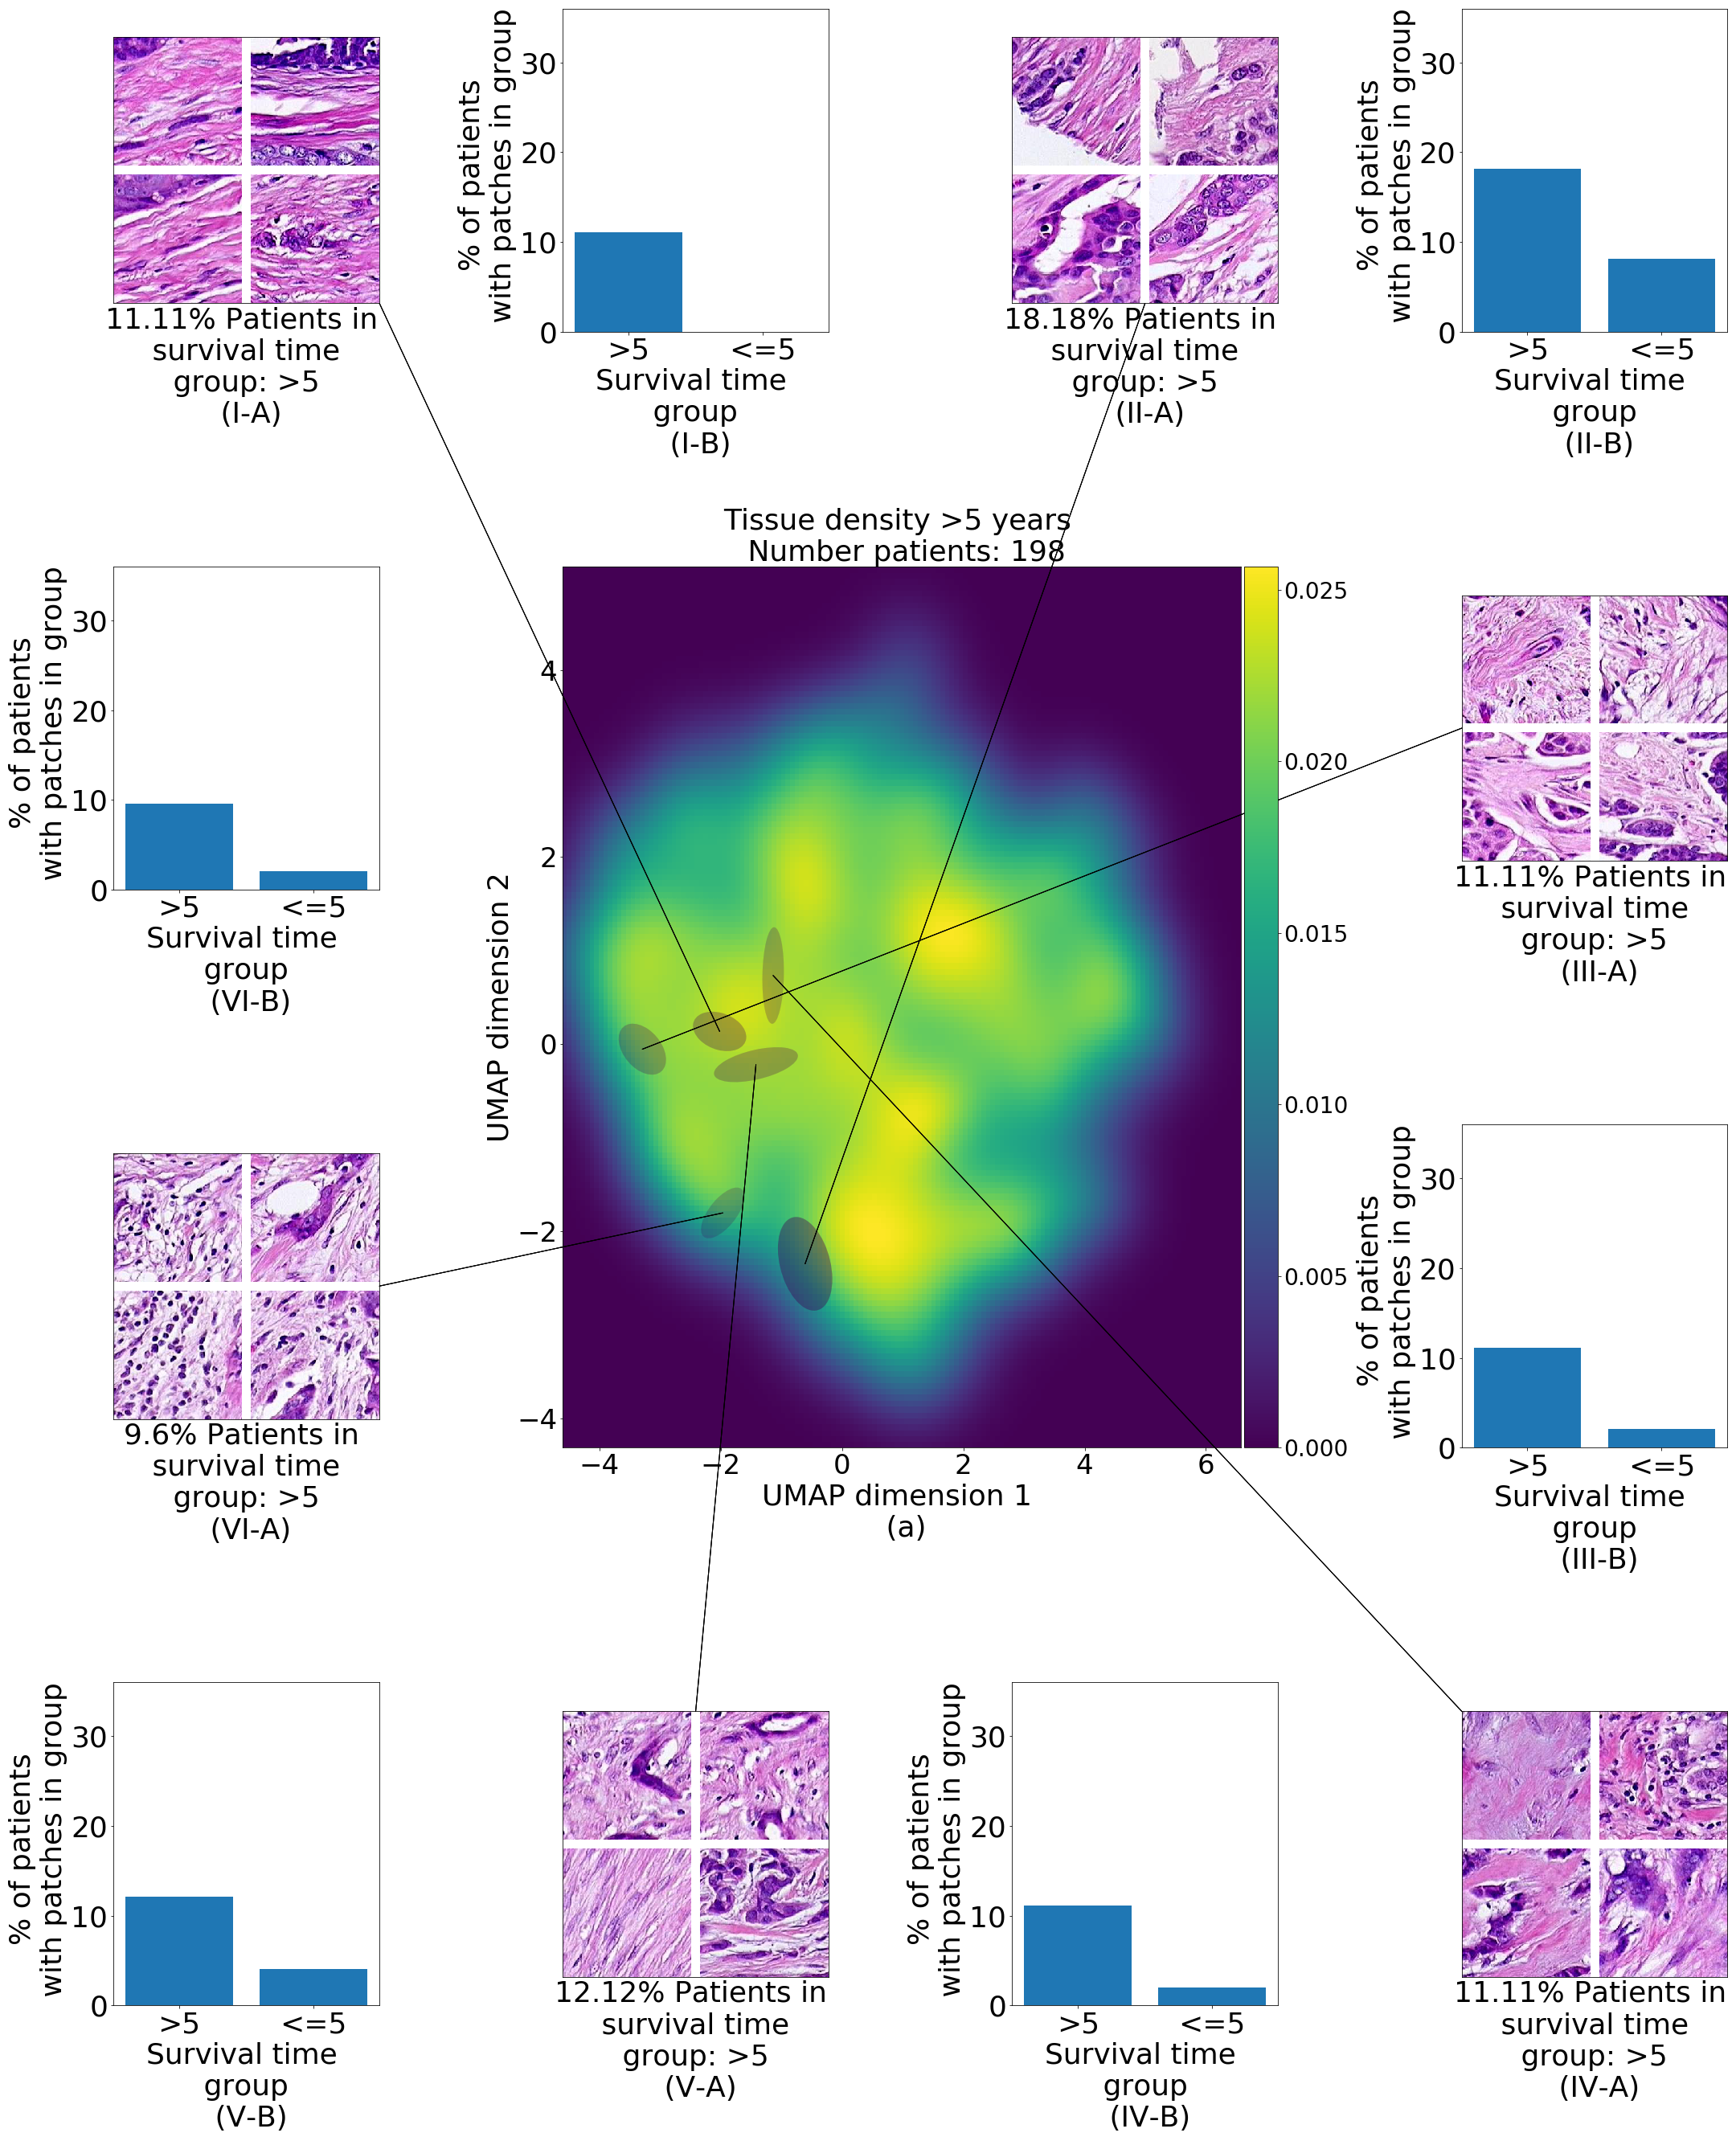 11.11% Patients in
survival time
group: >5
(I-A)
% of patients
with patches in group
30
20
10
0
>5 <=5
Survival time
group
(I-B)
18.18% Patients in
survival time
group: >5
(II-A)
% of patients
with patches in group
30
20
10
0
>5 <=5
Survival time
group
(II-B)
% of patients
with patches in group
30
20
10
0
>5 <=5
Survival time
group
(VI-B)
Tissue density >5 years
Number patients: 198
UMAP dimension 2
4
2
0
−2
−4
−4 −2 0 2 4 6
UMAP dimension 1
(a)
0.025
0.020
0.015
0.010
0.005
0.000
11.11% Patients in
survival time
group: >5
(III-A)
9.6% Patients in
survival time
group: >5
(VI-A)
% of patients
with patches in group
30
20
10
0
>5 <=5
Survival time
group
(III-B)
% of patients
with patches in group
30
20
10
0
>5 <=5
Survival time
group
(V-B)
12.12% Patients in
survival time
group: >5
(V-A)
% of patients
with patches in group
30
20
10
0
>5 <=5
Survival time
group
(IV-B)
11.11% Patients in
survival time
group: >5
(IV-A)